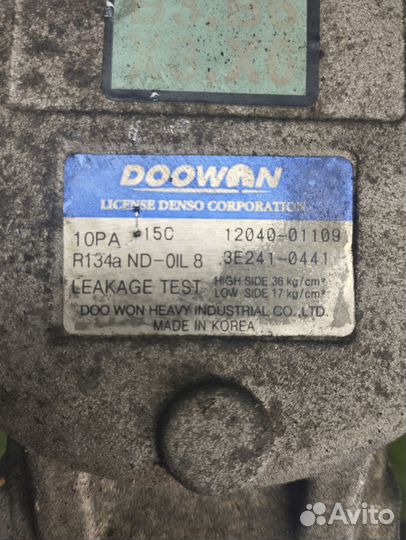 DOOWON
LICENSE DENSO CORPORATION
10PA 15C 12040-01109
R134a ND-OIL 8 3E241-0441
LEAKAGE TEST HIGH SIDE 36 kg/cm²
LOW SIDE 17 kg/cm²
DOO WON HEAVY INDUSTRIAL CO.,LTD.
MADE IN KOREA
Avito